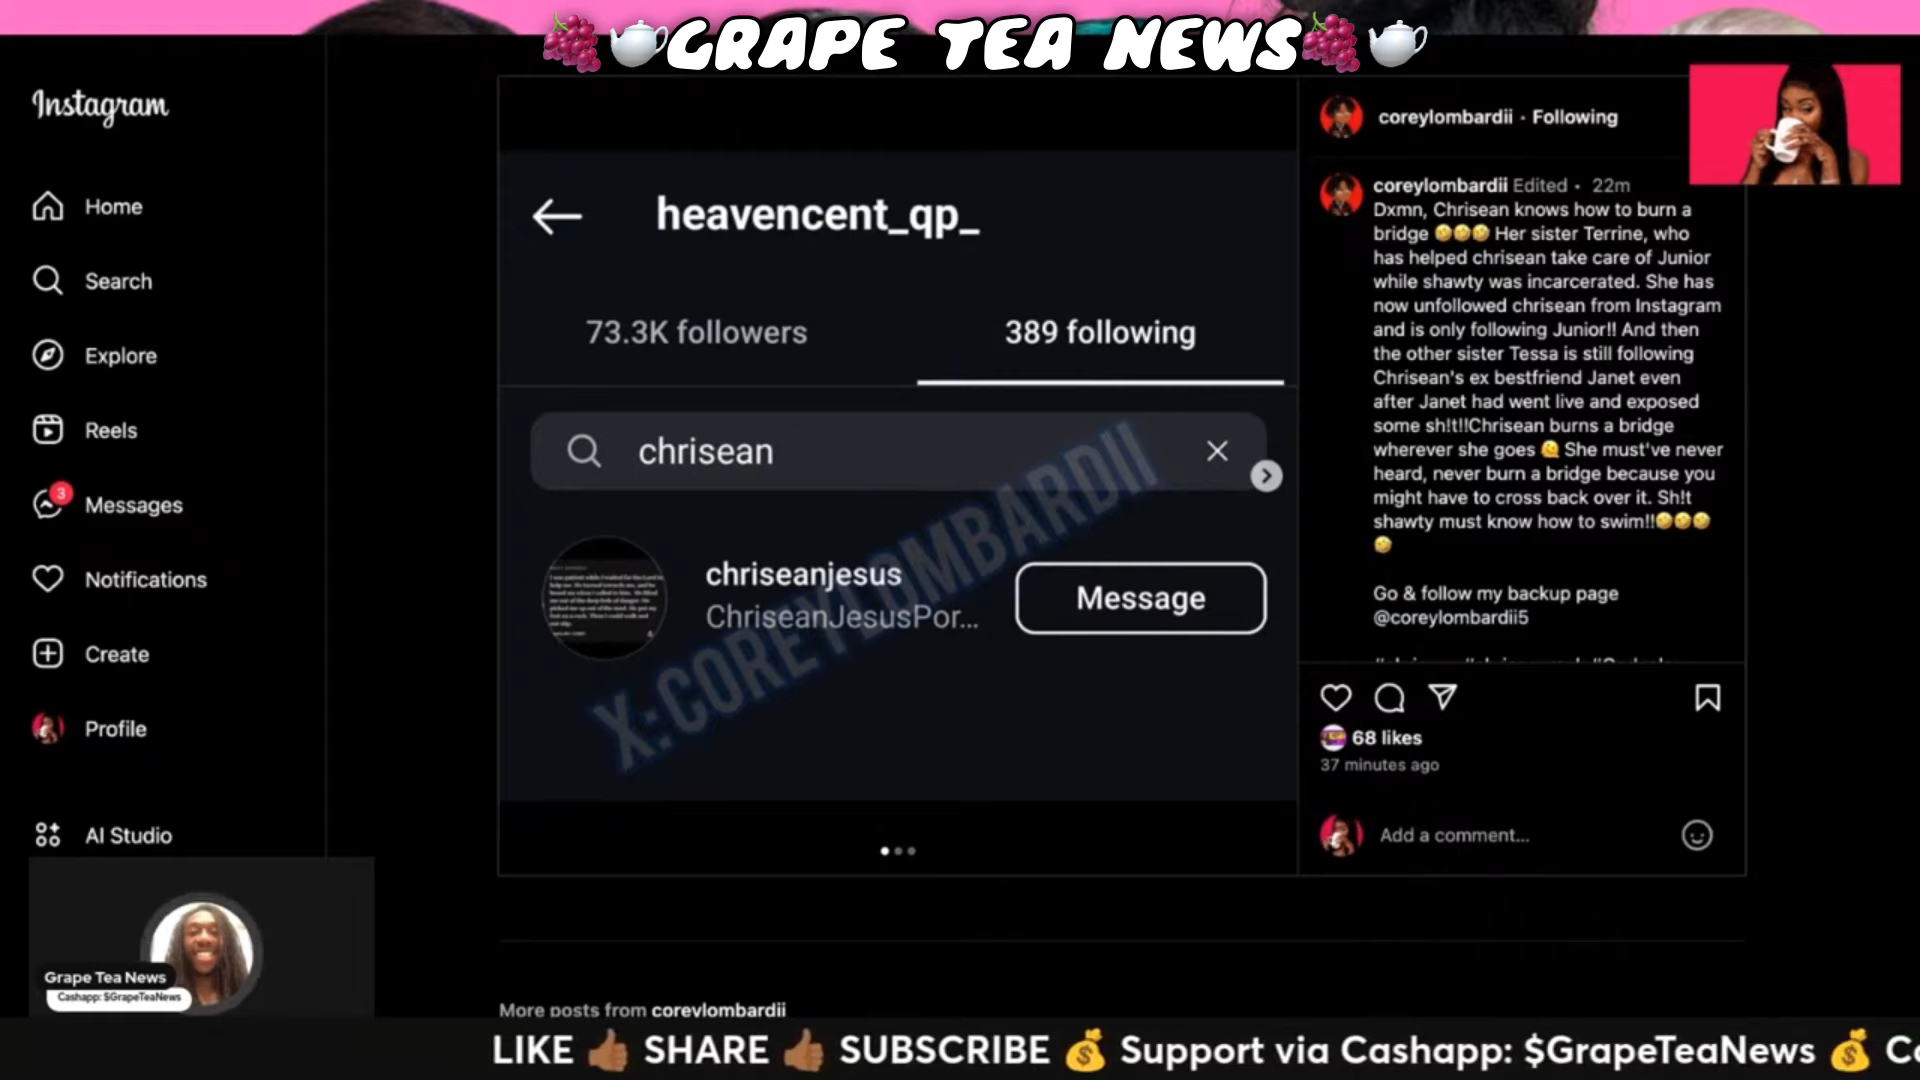 🍇🫖GRAPE TEA NEWS🍇🫖
Instagram
Home
Search
Explore
Reels
3
Messages
Notifications
Create
Profile
AI Studio
heavencent_qp_
73.3K followers
389 following
chrisean
chriseanjesus
ChriseanJesusPor...
Message
X:COREYLOMBARDII
coreylombardii · Following
coreylombardii Edited · 22m
Dxmn, Chrisean knows how to burn a
bridge 🤣🤣🤣 Her sister Terrine, who
has helped chrisean take care of Junior
while shawty was incarcerated. She has
now unfollowed chrisean from Instagram
and is only following Junior!! And then
the other sister Tessa is still following
Chrisean's ex bestfriend Janet even
after Janet had went live and exposed
some sh!t!!Chrisean burns a bridge
wherever she goes 🫠 She must've never
heard, never burn a bridge because you
might have to cross back over it. Sh!t
shawty must know how to swim!!🤣🤣🤣
🤣
Go & follow my backup page
@coreylombardii5
68 likes
37 minutes ago
Add a comment...
More posts from coreylombardii
Grape Tea News
Cashapp: $GrapeTeaNews
LIKE 👍🏾 SHARE 👍🏾 SUBSCRIBE 💰 Support via Cashapp: $GrapeTeaNews 💰